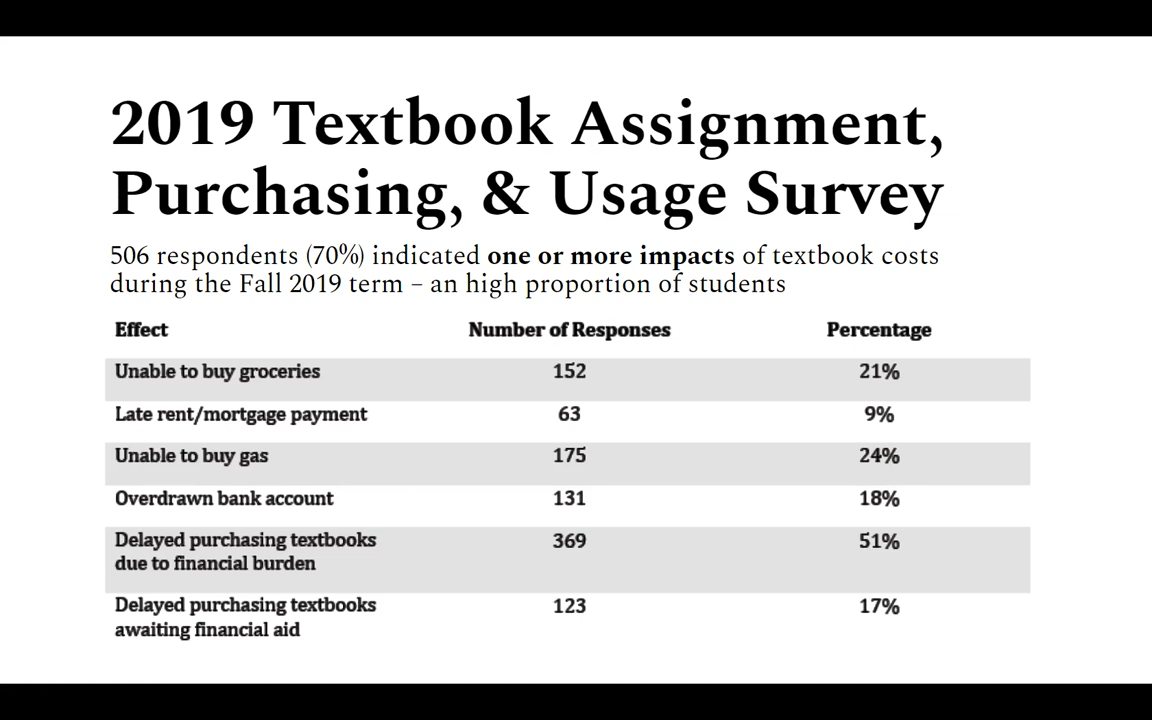 2019 Textbook Assignment,
Purchasing, & Usage Survey
506 respondents (70%) indicated one or more impacts of textbook costs
during the Fall 2019 term – an high proportion of students
Effect Number of Responses Percentage
Unable to buy groceries 152 21%
Late rent/mortgage payment 63 9%
Unable to buy gas 175 24%
Overdrawn bank account 131 18%
Delayed purchasing textbooks 369 51%
due to financial burden
Delayed purchasing textbooks 123 17%
awaiting financial aid